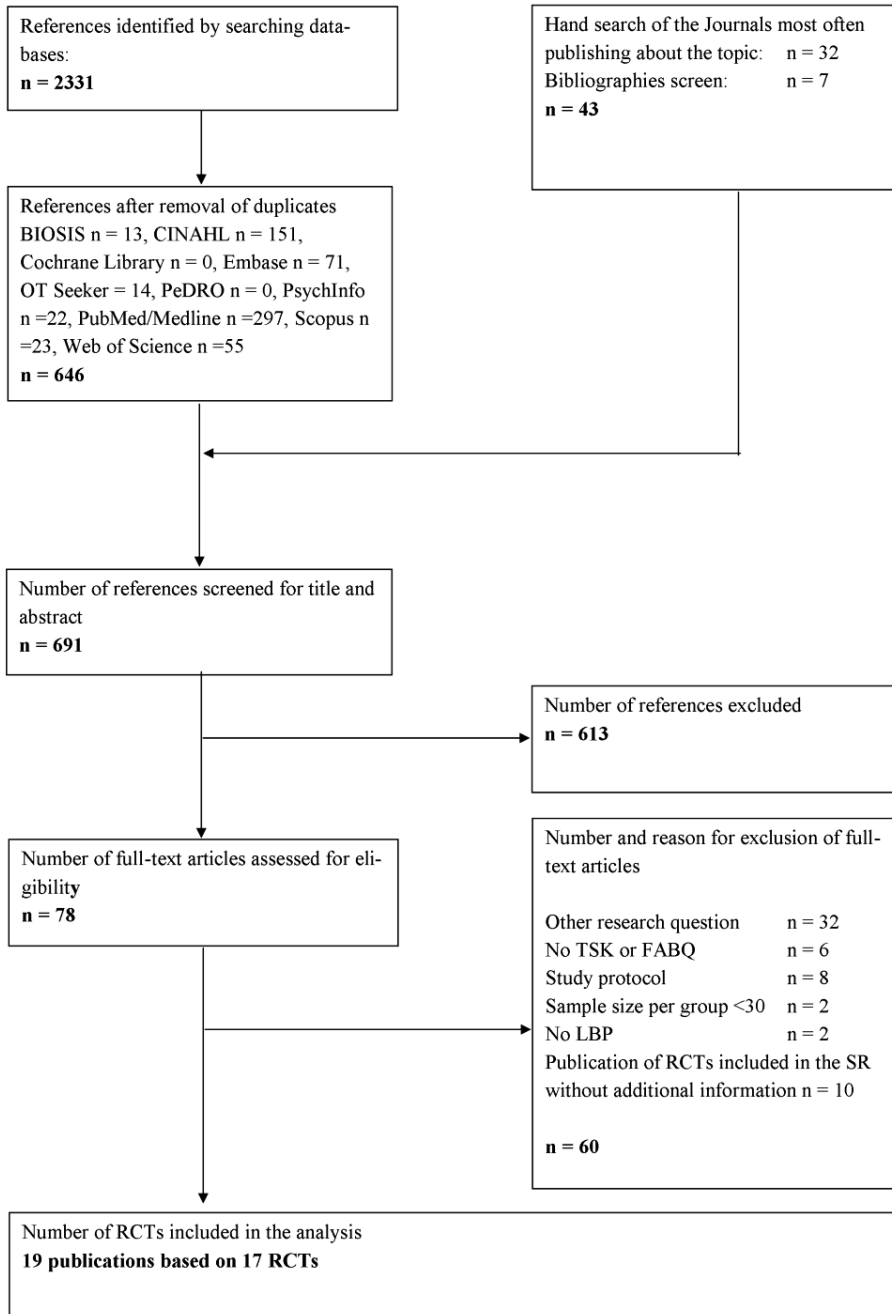 References identified by searching data-
bases:
n = 2331
Hand search of the Journals most often
publishing about the topic: n = 32
Bibliographies screen: n = 7
n = 43
References after removal of duplicates
BIOSIS n = 13, CINAHL n = 151,
Cochrane Library n = 0, Embase n = 71,
OT Seeker = 14, PeDRO n = 0, PsychInfo
n =22, PubMed/Medline n =297, Scopus n
=23, Web of Science n =55
n = 646
Number of references screened for title and
abstract
n = 691
Number of references excluded
n = 613
Number of full-text articles assessed for eli-
gibility
n = 78
Number and reason for exclusion of full-
text articles
Other research question n = 32
No TSK or FABQ n = 6
Study protocol n = 8
Sample size per group <30 n = 2
No LBP n = 2
Publication of RCTs included in the SR
without additional information n = 10
n = 60
Number of RCTs included in the analysis
19 publications based on 17 RCTs